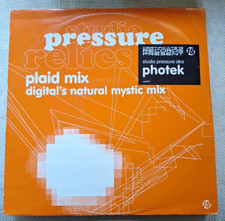 studio
pressure
relics
plaid mix
digital's natural mystic mix
studio pressure aka
photek